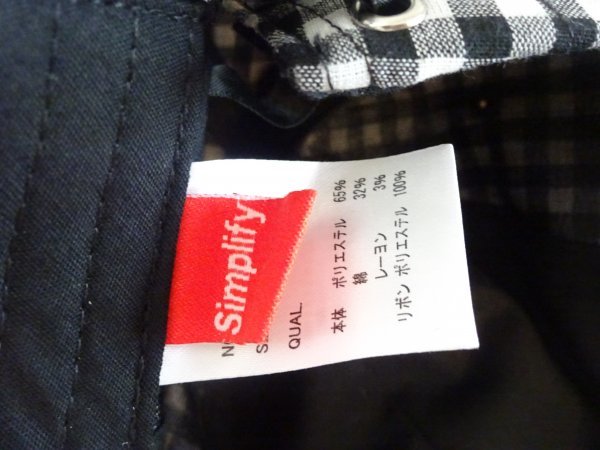 Simplify
QUAL.
本体 ポリエステル 65%
綿 32%
レーヨン 3%
リボン ポリエステル 100%